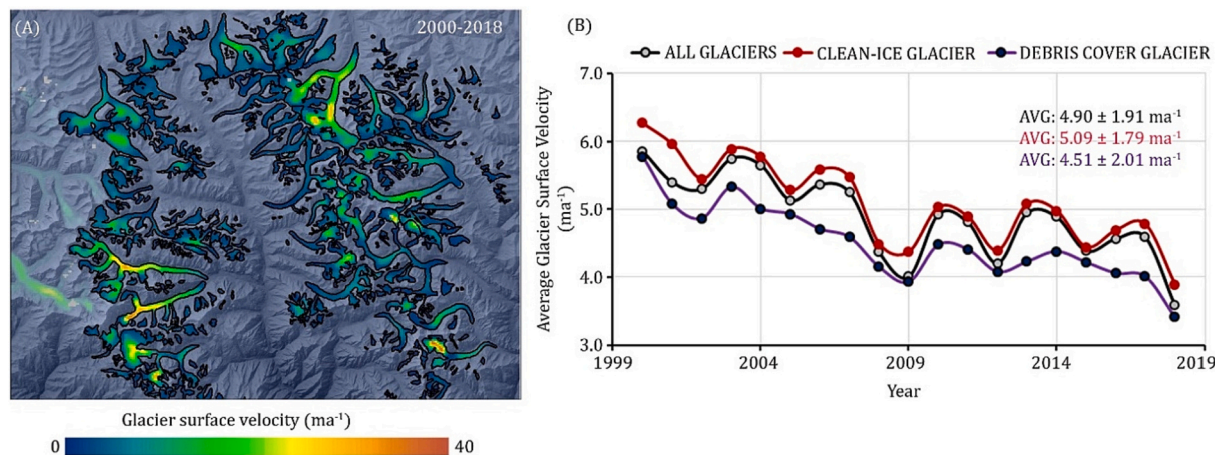 (A)
2000-2018
Glacier surface velocity (ma⁻¹)
0
40
(B)
ALL GLACIERS
CLEAN-ICE GLACIER
DEBRIS COVER GLACIER
7.0
6.0
5.0
4.0
3.0
Average Glacier Surface Velocity
(ma⁻¹)
AVG: 4.90 ± 1.91 ma⁻¹
AVG: 5.09 ± 1.79 ma⁻¹
AVG: 4.51 ± 2.01 ma⁻¹
1999
2004
2009
2014
2019
Year